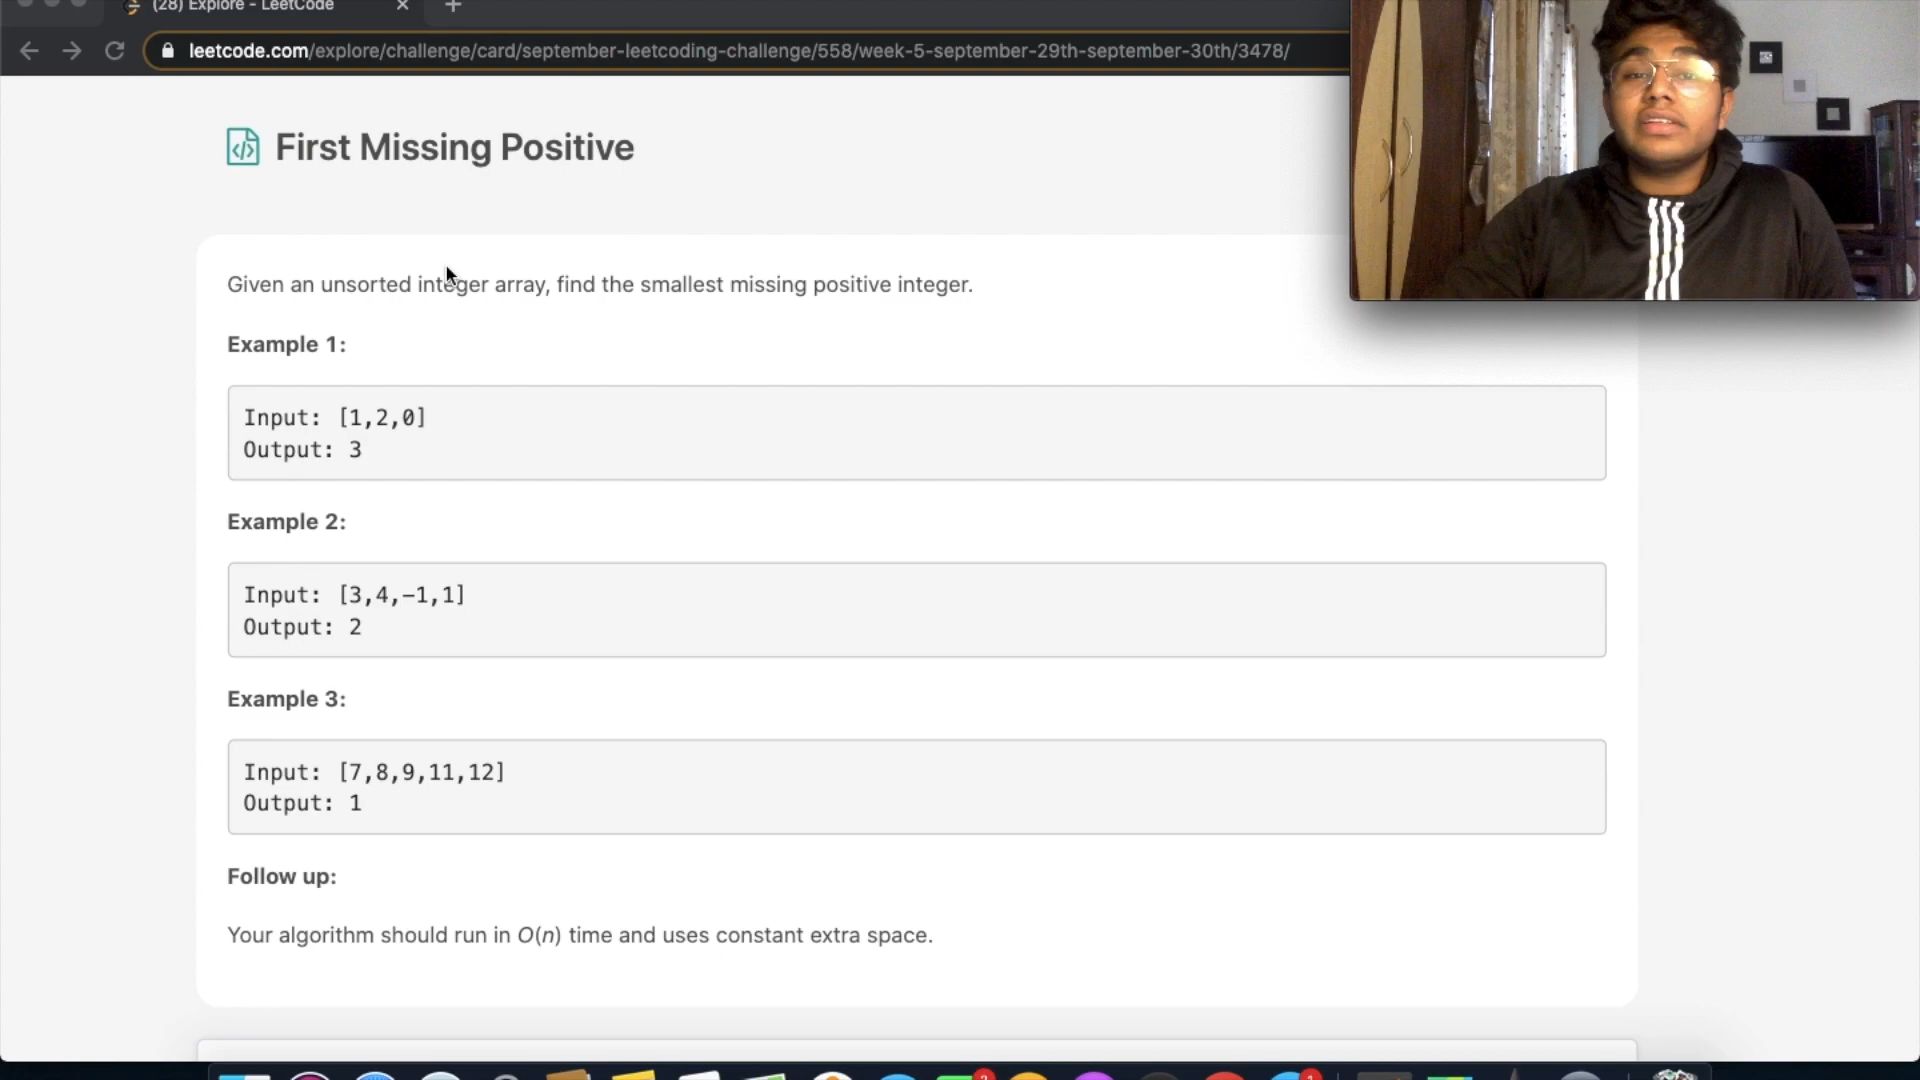 (28) Explore - LeetCode
leetcode.com/explore/challenge/card/september-leetcoding-challenge/558/week-5-september-29th-september-30th/3478/
First Missing Positive
Given an unsorted integer array, find the smallest missing positive integer.
Example 1:
Input: [1,2,0]
Output: 3
Example 2:
Input: [3,4,−1,1]
Output: 2
Example 3:
Input: [7,8,9,11,12]
Output: 1
Follow up:
Your algorithm should run in O(n) time and uses constant extra space.